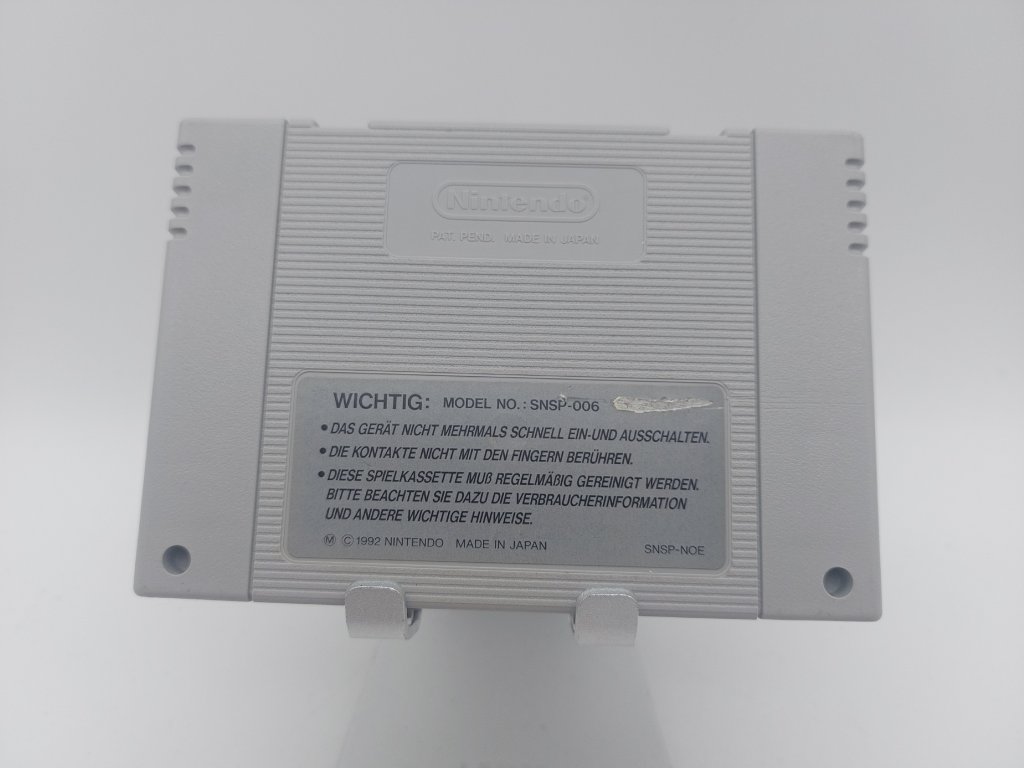 Nintendo
PAT. PEND. MADE IN JAPAN
WICHTIG: MODEL NO.: SNSP-006
• DAS GERÄT NICHT MEHRMALS SCHNELL EIN-UND AUSSCHALTEN.
• DIE KONTAKTE NICHT MIT DEN FINGERN BERÜHREN.
• DIESE SPIELKASSETTE MUß REGELMÄßIG GEREINIGT WERDEN.
BITTE BEACHTEN SIE DAZU DIE VERBRAUCHERINFORMATION
UND ANDERE WICHTIGE HINWEISE.
Ⓜ ©1992 NINTENDO MADE IN JAPAN SNSP-NOE